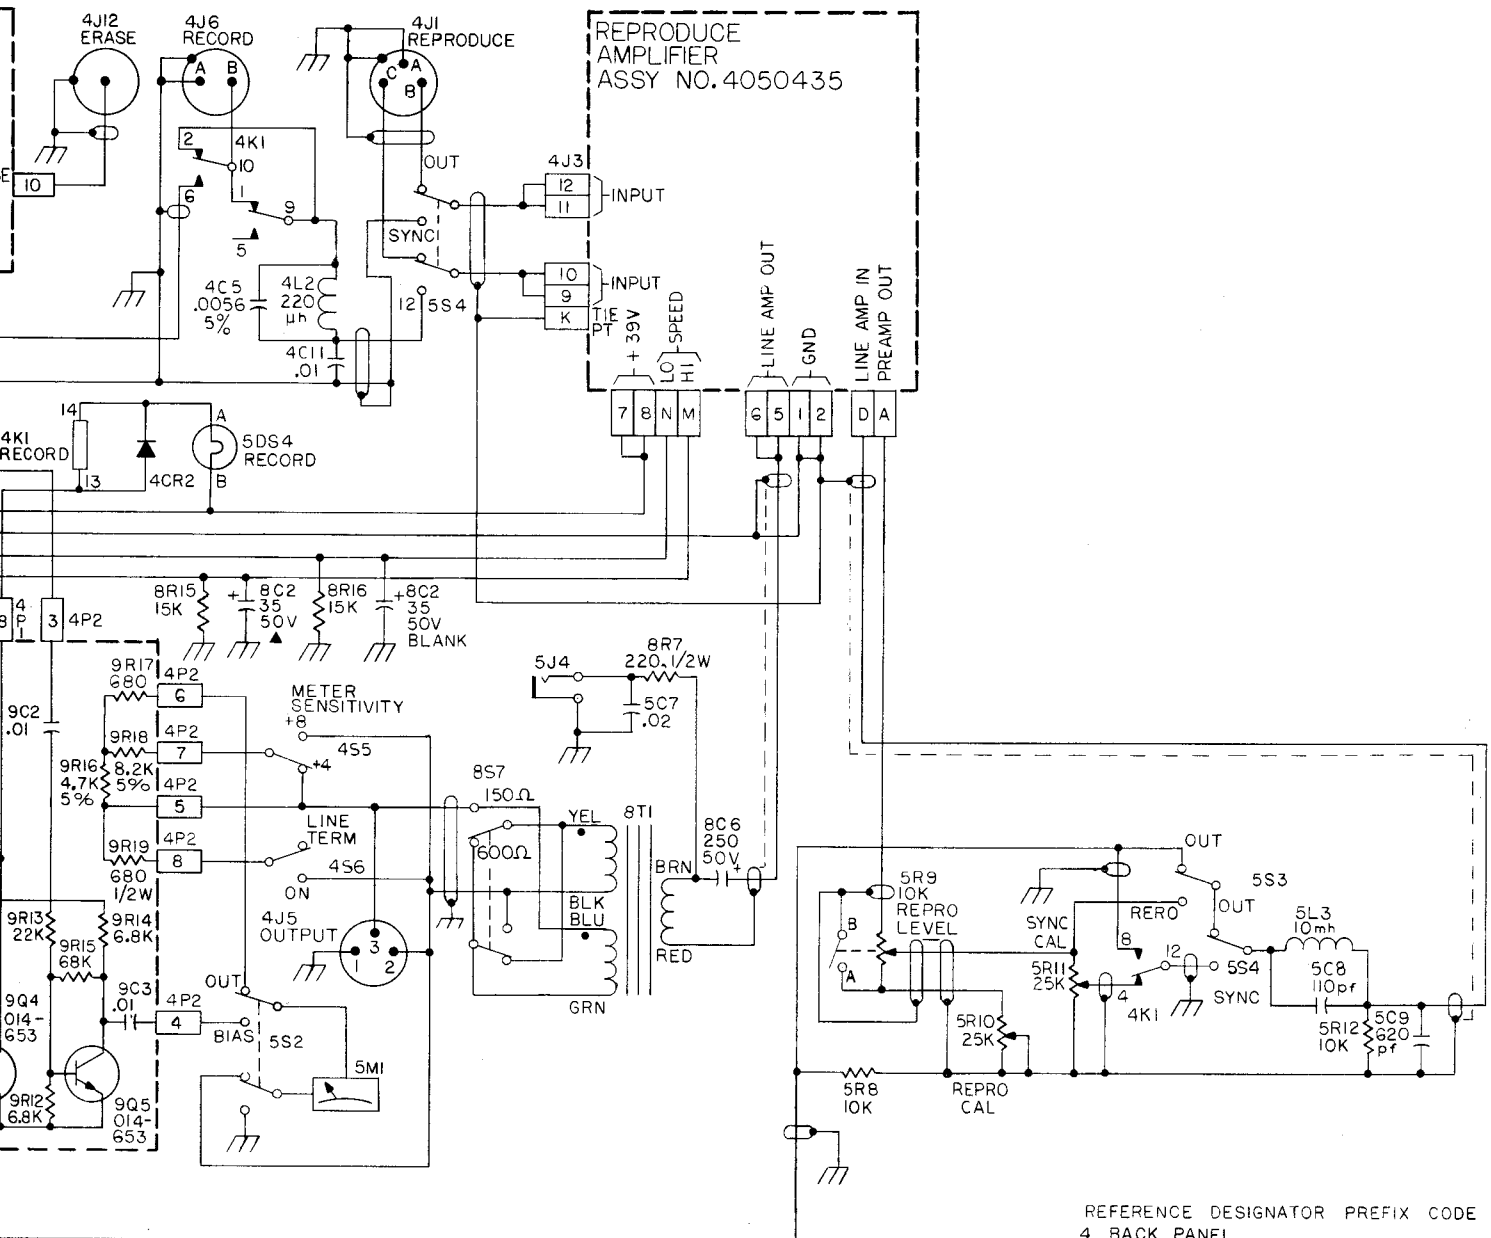 4J12
ERASE
4J6
RECORD
A
B
4J1
REPRODUCE
C
A
B
REPRODUCE
AMPLIFIER
ASSY NO. 4050435
2
4K1
10
10
6
1
9
5
OUT
SYNC
12
5S4
4J3
12
11
INPUT
10
9
INPUT
K
TIE
PT
4C5
.0056
5%
4L2
220
μh
4C11
.01
+39V
LO
HI
SPEED
LINE AMP OUT
GND
LINE AMP IN
PREAMP OUT
7
8
N
M
6
5
1
2
D
A
14
4K1
RECORD
13
4CR2
A
B
5DS4
RECORD
8R15
15K
+
8C2
35
50V
▲
8R16
15K
+
8C2
35
50V
BLANK
8
4
P
1
3
4P2
9R17
680
4P2
6
9C2
.01
9R18
8.2K
5%
4P2
7
9R16
4.7K
5%
4P2
5
9R19
680
1/2W
4P2
8
METER
SENSITIVITY
+8
4S5
+4
LINE
TERM
4S6
ON
5J4
8R7
220, 1/2W
5C7
.02
8S7
150Ω
600Ω
YEL
8T1
BLK
BLU
GRN
BRN
RED
8C6
250
50V
+
4J5
OUTPUT
3
1
2
9R13
22K
9R14
6.8K
9R15
68K
9Q4
014-
653
9C3
.01
4P2
4
OUT
BIAS
5S2
5M1
9R12
6.8K
9Q5
014-
653
5R9
10K
REPRO
LEVEL
B
A
5R10
25K
REPRO
CAL
5R8
10K
SYNC
CAL
5R11
25K
OUT
5S3
RERO
OUT
8
12
4
4K1
5S4
SYNC
5L3
10mh
5C8
110pf
5R12
10K
5C9
620
pf
REFERENCE DESIGNATOR PREFIX CODE
4 BACK PANEL